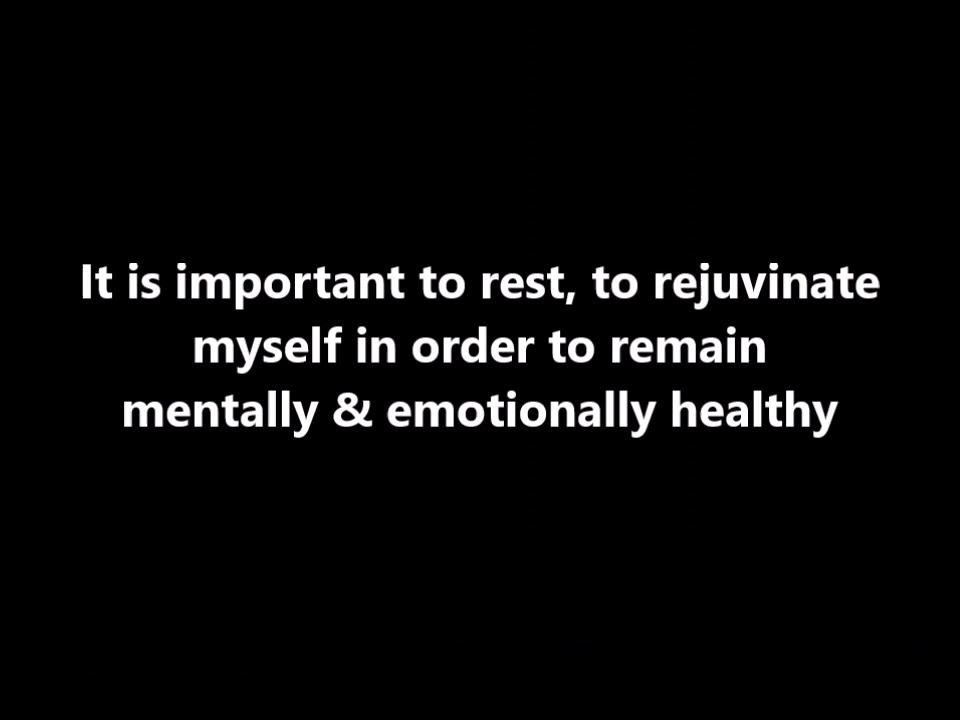 It is important to rest, to rejuvinate
myself in order to remain
mentally & emotionally healthy